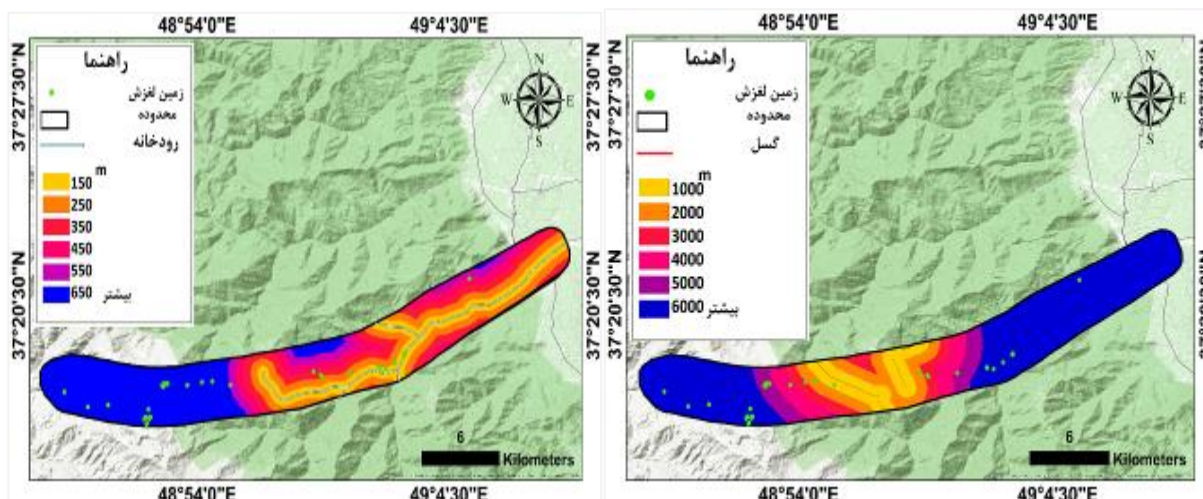 48°54'0"E 49°4'30"E
37°27'30"N
37°20'30"N
راهنما
زمین لغزش
محدوده
رودخانه
m
150
250
350
450
550
650 بیشتر
N
W E
S
6
Kilometers
48°54'0"E 49°4'30"E
48°54'0"E 49°4'30"E
37°27'30"N
37°20'30"N
راهنما
زمین لغزش
محدوده
گسل
m
1000
2000
3000
4000
5000
6000 بیشتر
N
W E
S
6
Kilometers
48°54'0"E 49°4'30"E